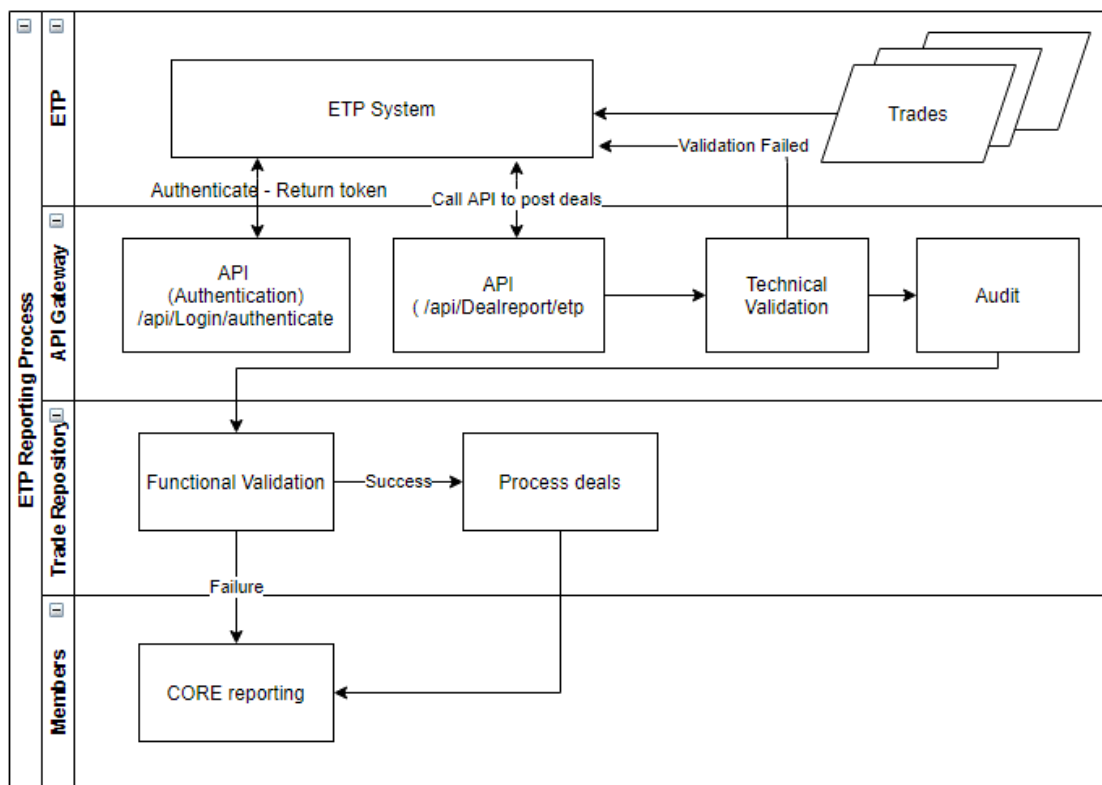 ETP Reporting Process
ETP
ETP System
Trades
Validation Failed
Authenticate - Return token
Call API to post deals
API Gateway
API
(Authentication)
/api/Login/authenticate
API
( /api/Dealreport/etp
Technical
Validation
Audit
Trade Repository
Functional Validation
Success
Process deals
Failure
Members
CORE reporting